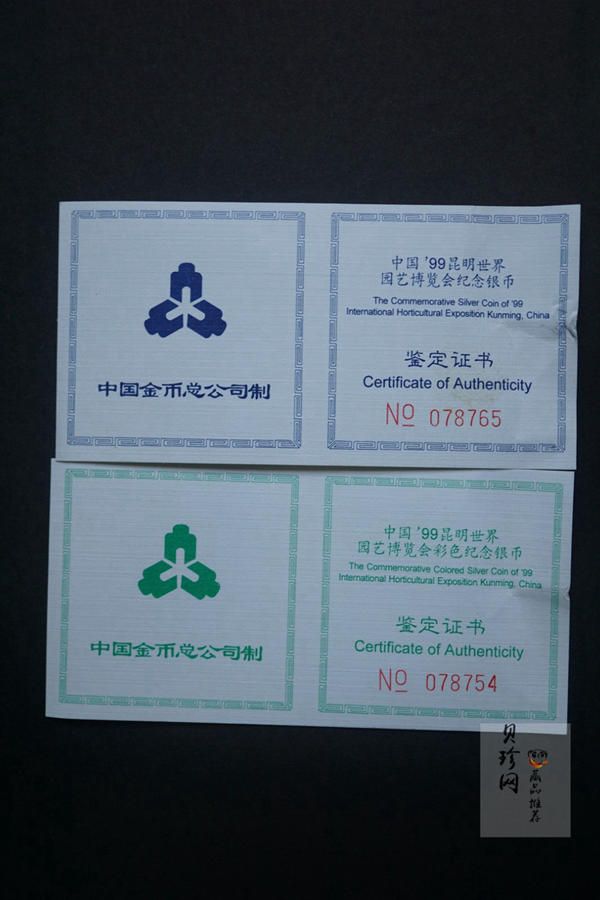 中国金币总公司制
中国'99昆明世界
园艺博览会纪念银币
The Commemorative Silver Coin of '99
International Horticultural Exposition Kunming, China
鉴定证书
Certificate of Authenticity
Nº 078765
中国金币总公司制
中国'99昆明世界
园艺博览会彩色纪念银币
The Commemorative Colored Silver Coin of '99
International Horticultural Exposition Kunming, China
鉴定证书
Certificate of Authenticity
Nº 078754
贝珍网
藏品推荐